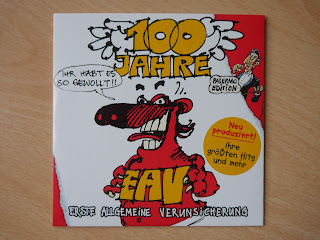 100
JAHRE
IHR HABT ES
SO GEWOLLT!!
PALERMO
EDITION
Neu
produziert!
Ihre
größten Hits
und mehr
EAV
ERSTE ALLGEMEINE VERUNSICHERUNG